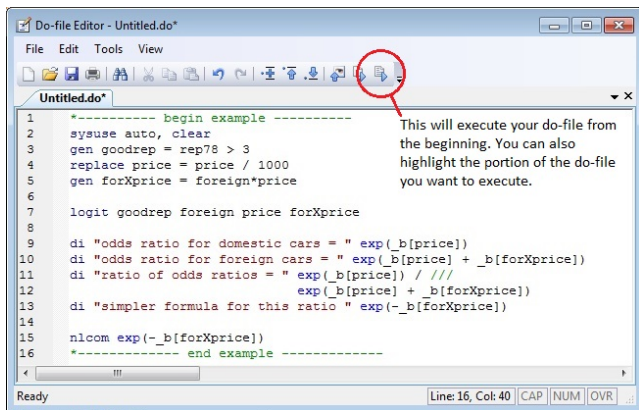 Do-file Editor - Untitled.do*
File Edit Tools View
Untitled.do*
1 *---------- begin example ----------
2 sysuse auto, clear
3 gen goodrep = rep78 > 3
4 replace price = price / 1000
5 gen forXprice = foreign*price
6
7 logit goodrep foreign price forXprice
8
9 di "odds ratio for domestic cars = " exp(_b[price])
10 di "odds ratio for foreign cars = " exp(_b[price] + _b[forXprice])
11 di "ratio of odds ratios = " exp(_b[price]) / ///
12 exp(_b[price] + _b[forXprice])
13 di "simpler formula for this ratio " exp(-_b[forXprice])
14
15 nlcom exp(-_b[forXprice])
16 *------------- end example -------------
This will execute your do-file from
the beginning. You can also
highlight the portion of the do-file
you want to execute.
Ready
Line: 16, Col: 40 CAP NUM OVR